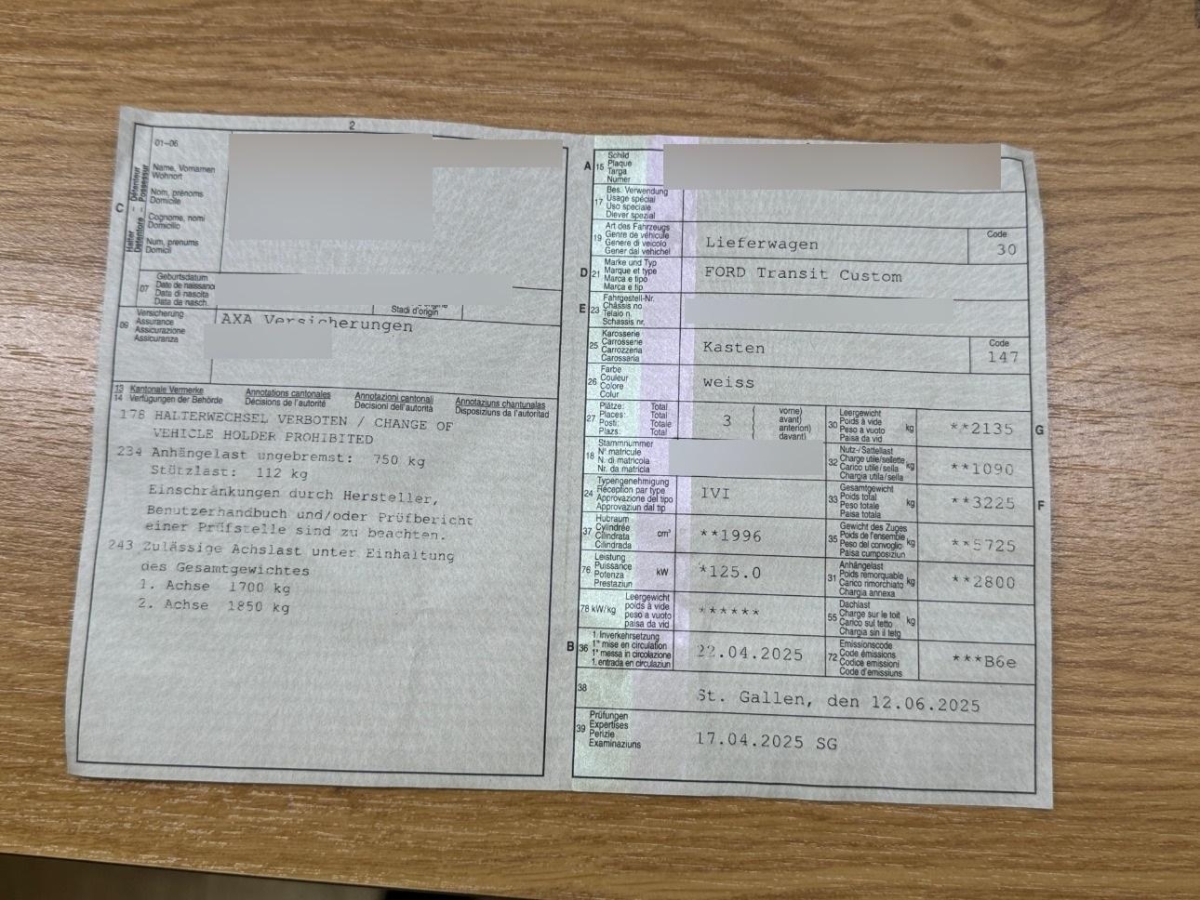 2
01-06
C
Halter - Détenteur
Detentore - Possessur
Name, Vornamen
Wohnort
Nom, prénoms
Domicile
Cognome, nomi
Domicilio
Num, prenums
Domicil
07
Geburtsdatum
Date de naissance
Data di nascita
Data da nasch.
Stadi d'origin
09
Versicherung
Assurance
Assicurazione
Assicuranza
AXA Versicherungen
13 Kantonale Vermerke Annotations cantonales Annotazioni cantonali Annotaziuns chantunalas
14 Verfügungen der Behörde Décisions de l'autorité Decisioni dell'autorità Disposiziuns da l'autoritad
178 HALTERWECHSEL VERBOTEN / CHANGE OF
VEHICLE HOLDER PROHIBITED
234 Anhängelast ungebremst: 750 kg
Stützlast: 112 kg
Einschränkungen durch Hersteller,
Benutzerhandbuch und/oder Prüfbericht
einer Prüfstelle sind zu beachten.
243 Zulässige Achslast unter Einhaltung
des Gesamtgewichtes
1. Achse 1700 kg
2. Achse 1850 kg
A 15
Schild
Plaque
Targa
Numer
17
Bes. Verwendung
Usage spécial
Uso speciale
Diever spezial
19
Art des Fahrzeugs
Genre de véhicule
Genere di veicolo
Gener dal vehichel
Lieferwagen
Code
30
D 21
Marke und Typ
Marque et type
Marca e tipo
Marca e tip
FORD Transit Custom
E 23
Fahrgestell-Nr.
Châssis no.
Telaio n.
Schassis nr.
25
Karosserie
Carrosserie
Carrozzeria
Carossaria
Kasten
Code
147
26
Farbe
Couleur
Colore
Colur
weiss
27
Plätze: Total
Places: Total
Posti: Totale
Plazs: Total
3
vorne)
avant)
anteriori)
davant)
30
Leergewicht
Poids à vide
Peso a vuoto
Paisa da vid
kg
**2135
G
18
Stammnummer
N° matricule
N. di matricola
Nr. da matricla
32
Nutz-/Sattellast
Charge utile/sellette
Carico utile/sella
Chargia utila/sella
kg
**1090
24
Typengenehmigung
Réception par type
Approvazione del tipo
Approvaziun dal tip
IVI
33
Gesamtgewicht
Poids total
Peso totale
Paisa totala
kg
**3225
F
37
Hubraum
Cylindrée
Cilindrata
Cilindrada
cm³
**1996
35
Gewicht des Zuges
Poids de l'ensemble
Peso del convoglio
Paisa cumposiziun
kg
**5725
76
Leistung
Puissance
Potenza
Prestaziun
kW
*125.0
31
Anhängelast
Poids remorquable
Carico rimorchiato
Chargia annexa
kg
**2800
78 kW/kg
Leergewicht
poids à vide
peso a vuoto
paisa da vid
******
55
Dachlast
Charge sur le toit
Carico sul tetto
Chargia sin il tetg
kg
B 36
1. Inverkehrsetzung
1re mise en circulation
1a messa in circolazione
1. entrada en circulaziun
22.04.2025
72
Emissionscode
Code émissions
Codice emissioni
Code d'emissiuns
***B6e
38
St. Gallen, den 12.06.2025
39
Prüfungen
Expertises
Perizie
Examinaziuns
17.04.2025 SG